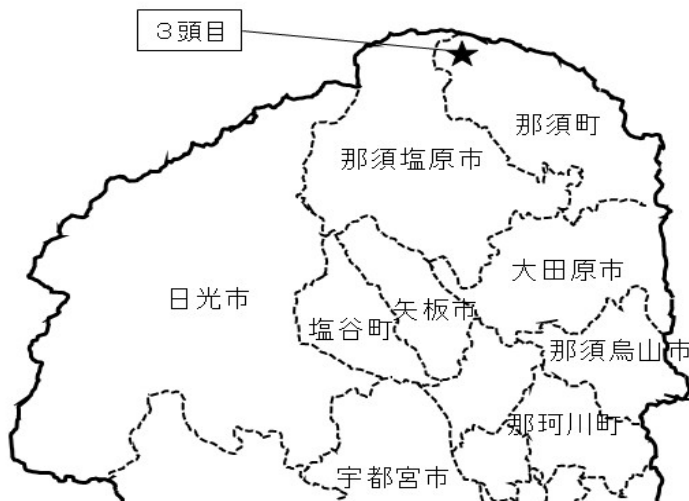 ３頭目
那須町
那須塩原市
大田原市
日光市
塩谷町
矢板市
那須烏山市
那珂川町
宇都宮市